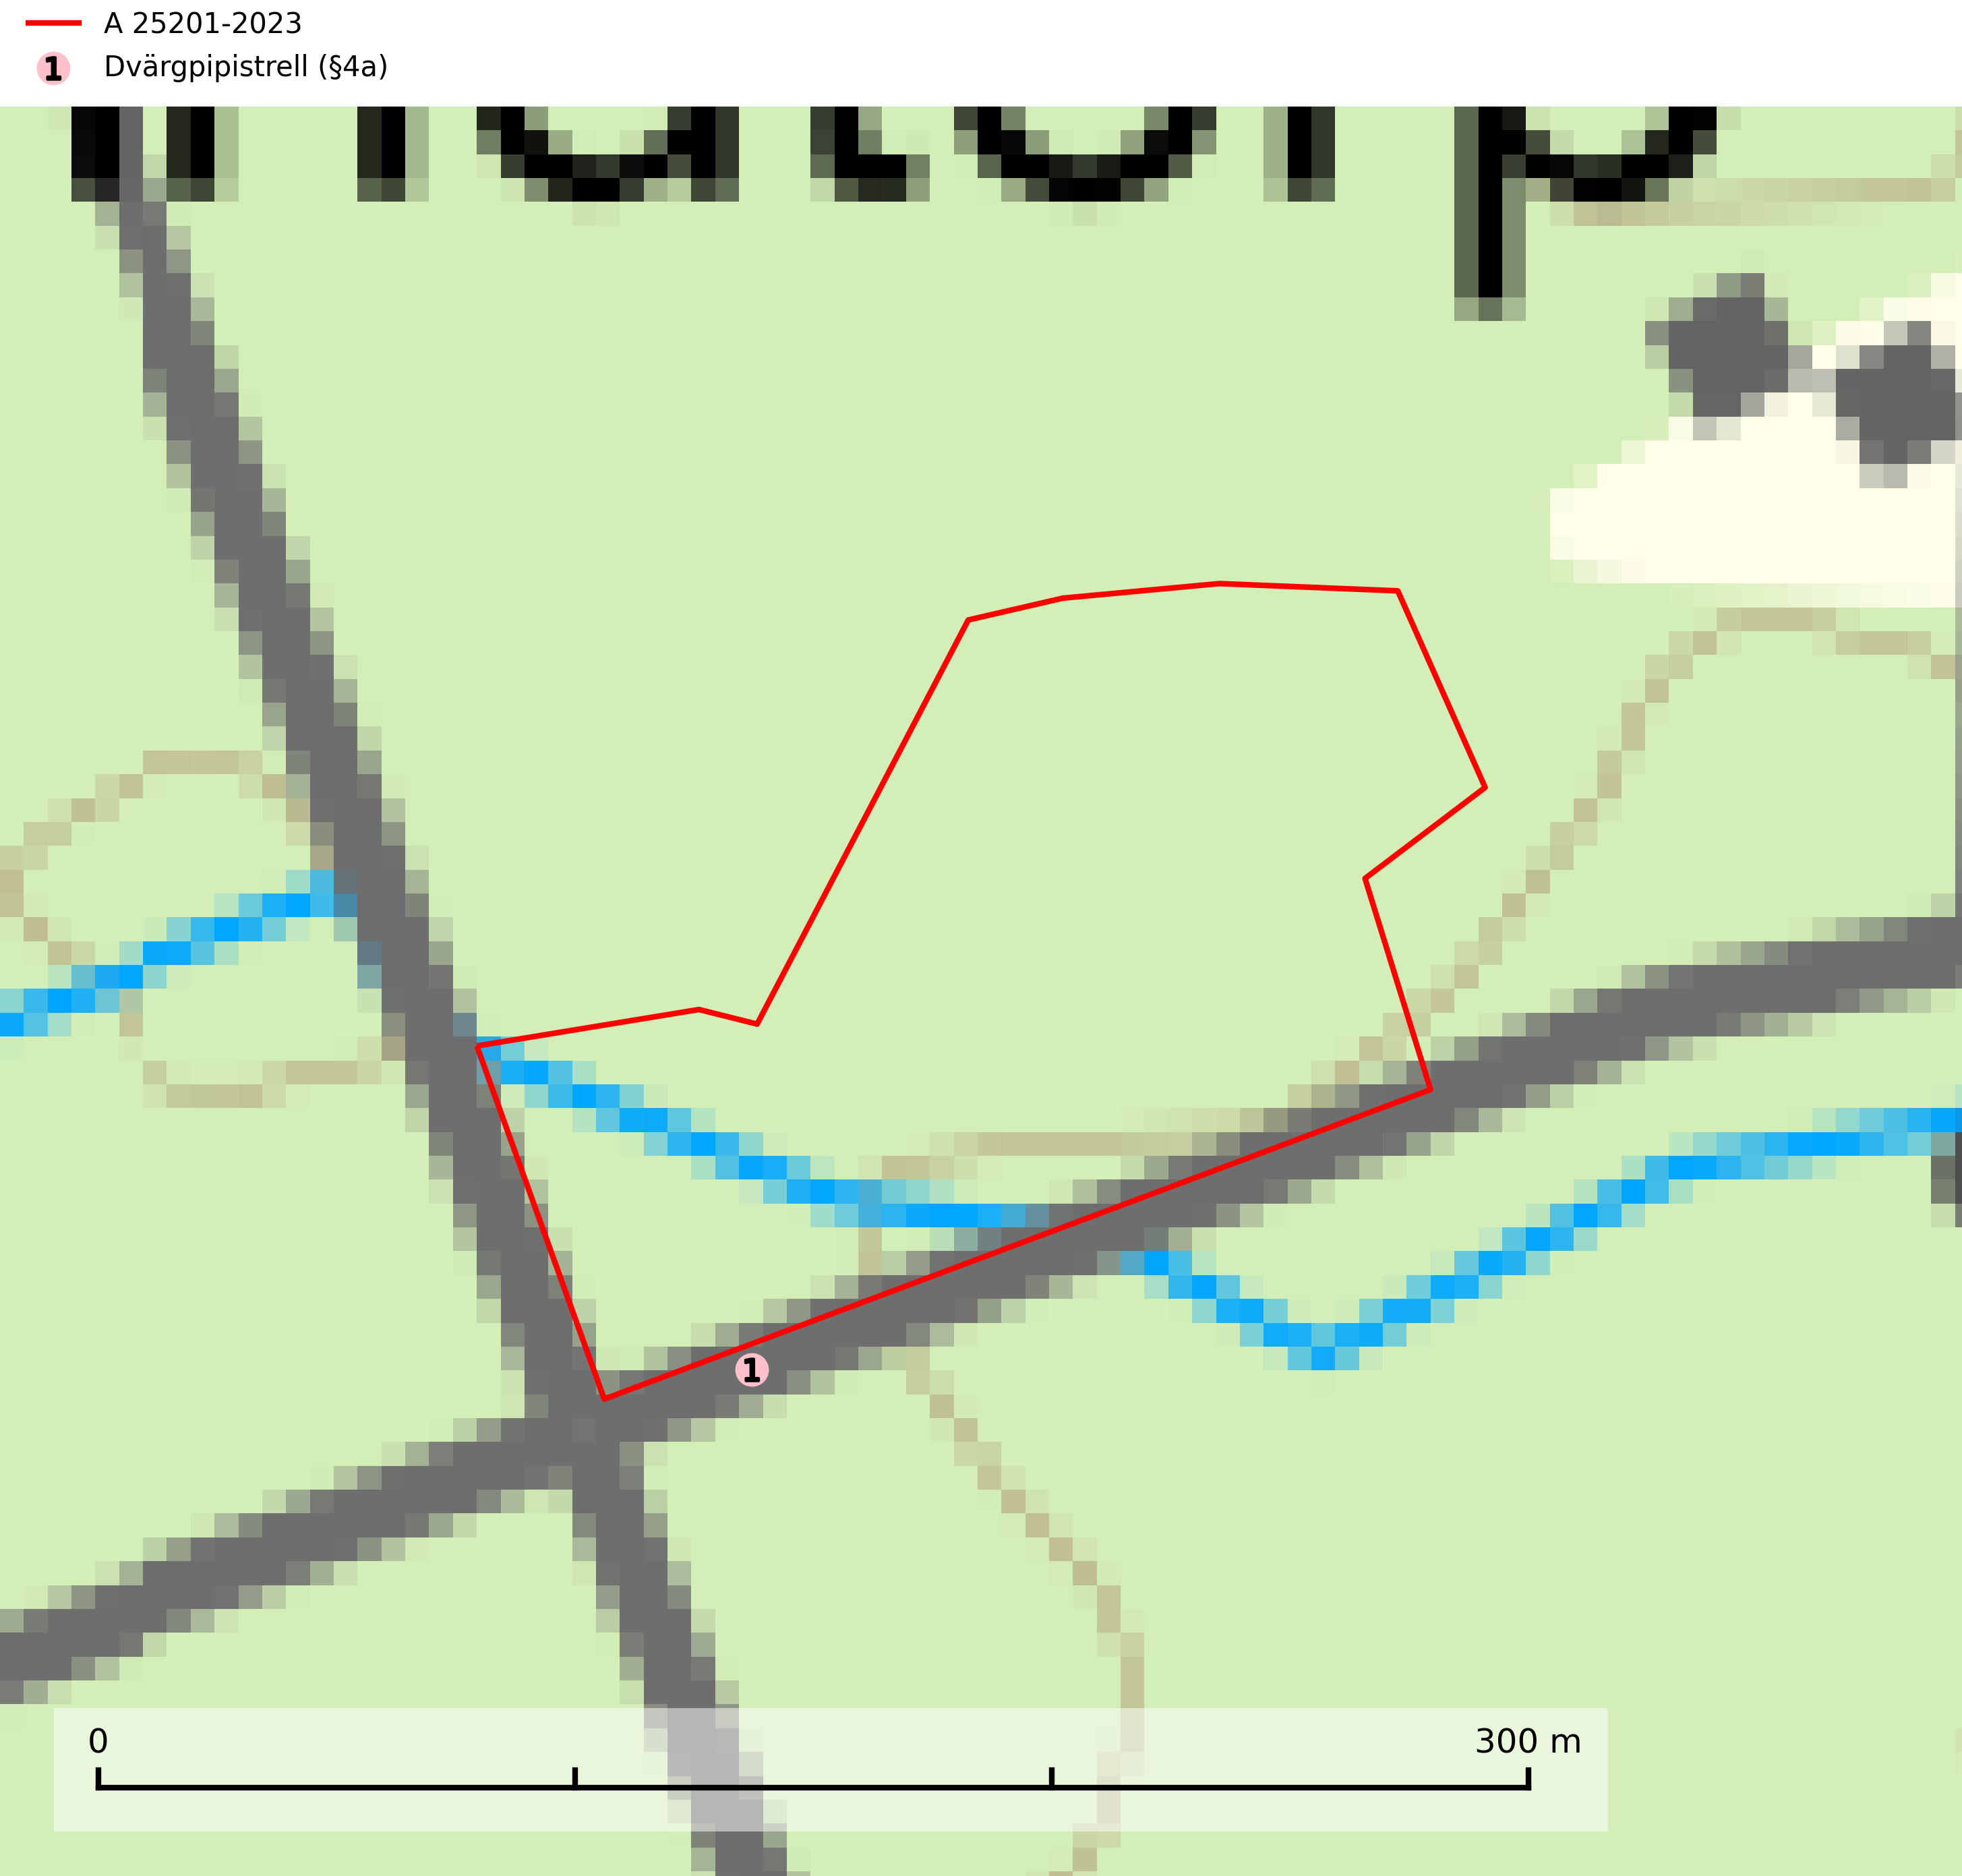 A 25201-2023
1 Dvärgpipistrell (§4a)
1
0 300 m